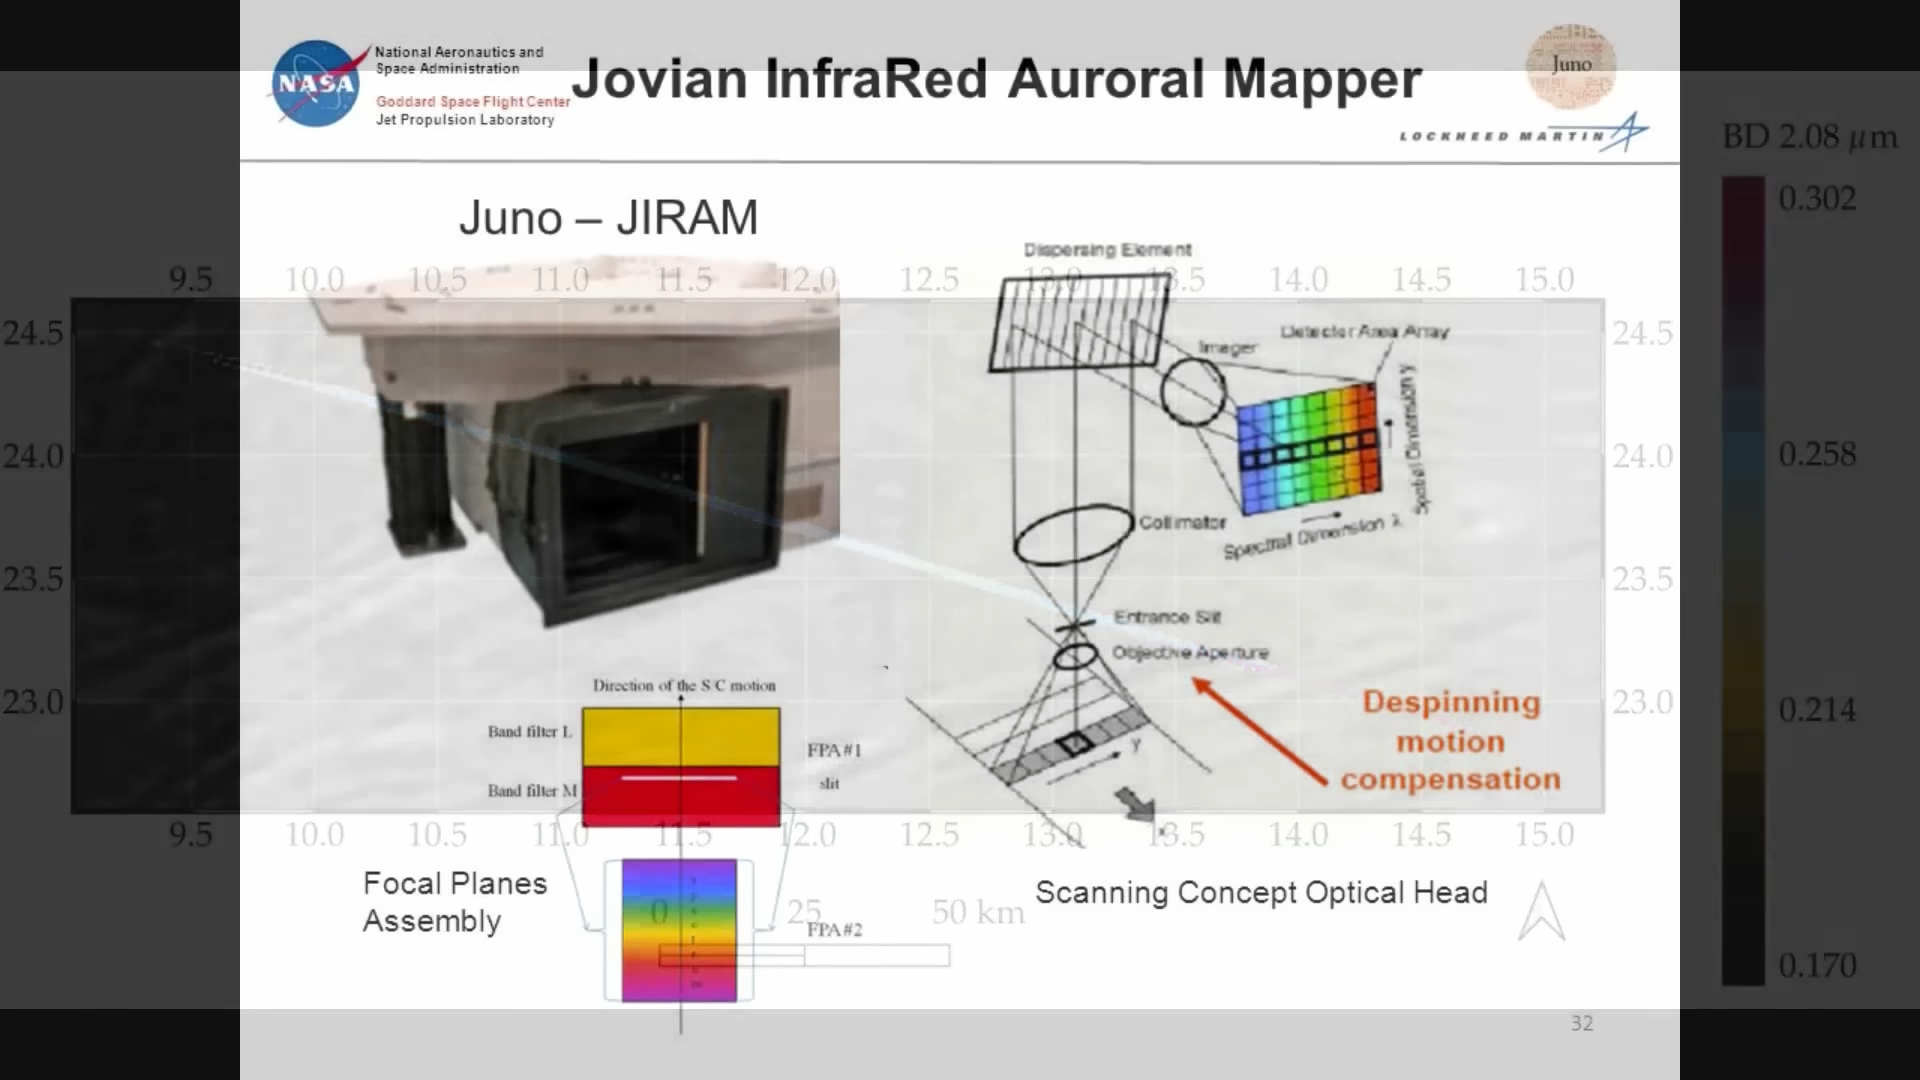 National Aeronautics and
Space Administration
Goddard Space Flight Center
Jet Propulsion Laboratory
NASA
Jovian InfraRed Auroral Mapper
Juno
LOCKHEED MARTIN
BD 2.08 μm
0.302
0.258
0.214
0.170
Juno – JIRAM
9.5 10.0 10.5 11.0 11.5 12.0 12.5 13.0 13.5 14.0 14.5 15.0
24.5 24.5
24.0 24.0
23.5 23.5
23.0 23.0
Dispersing Element
Imager
Detector Area Array
Spatial Dimension y
Spectral Dimension λ
Collimator
Entrance Slit
Objective Aperture
y
x
Despinning
motion
compensation
Direction of the S/C motion
Band filter L
Band filter M
FPA#1
slit
9.5 10.0 10.5 11.0 11.5 12.0 12.5 13.0 13.5 14.0 14.5 15.0
Focal Planes
Assembly
FPA#2
0 25 50 km
Scanning Concept Optical Head
32